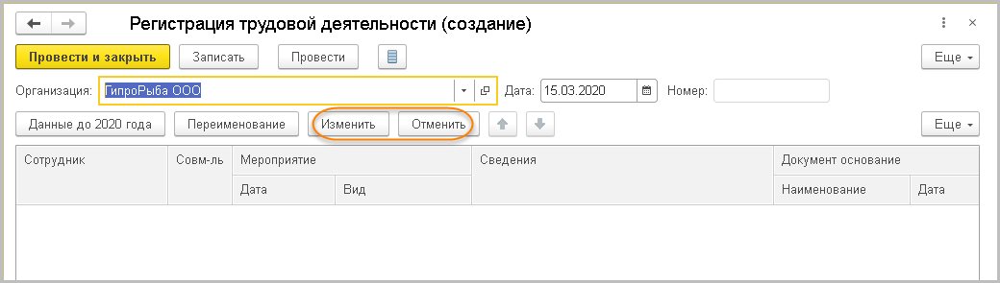 Регистрация трудовой деятельности (создание)
Провести и закрыть Записать Провести Еще
Организация: ГипроРыба ООО Дата: 15.03.2020 Номер:
Данные до 2020 года Переименование Изменить Отменить Еще
Сотрудник Совм-ль Мероприятие Сведения Документ основание
Дата Вид Наименование Дата